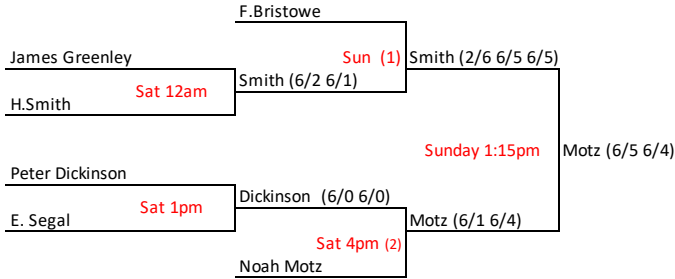 F.Bristowe
James Greenley
Sun (1)
Smith (2/6 6/5 6/5)
Sat 12am
Smith (6/2 6/1)
H.Smith
Sunday 1:15pm
Motz (6/5 6/4)
Peter Dickinson
Sat 1pm
Dickinson (6/0 6/0)
E. Segal
Motz (6/1 6/4)
Sat 4pm (2)
Noah Motz